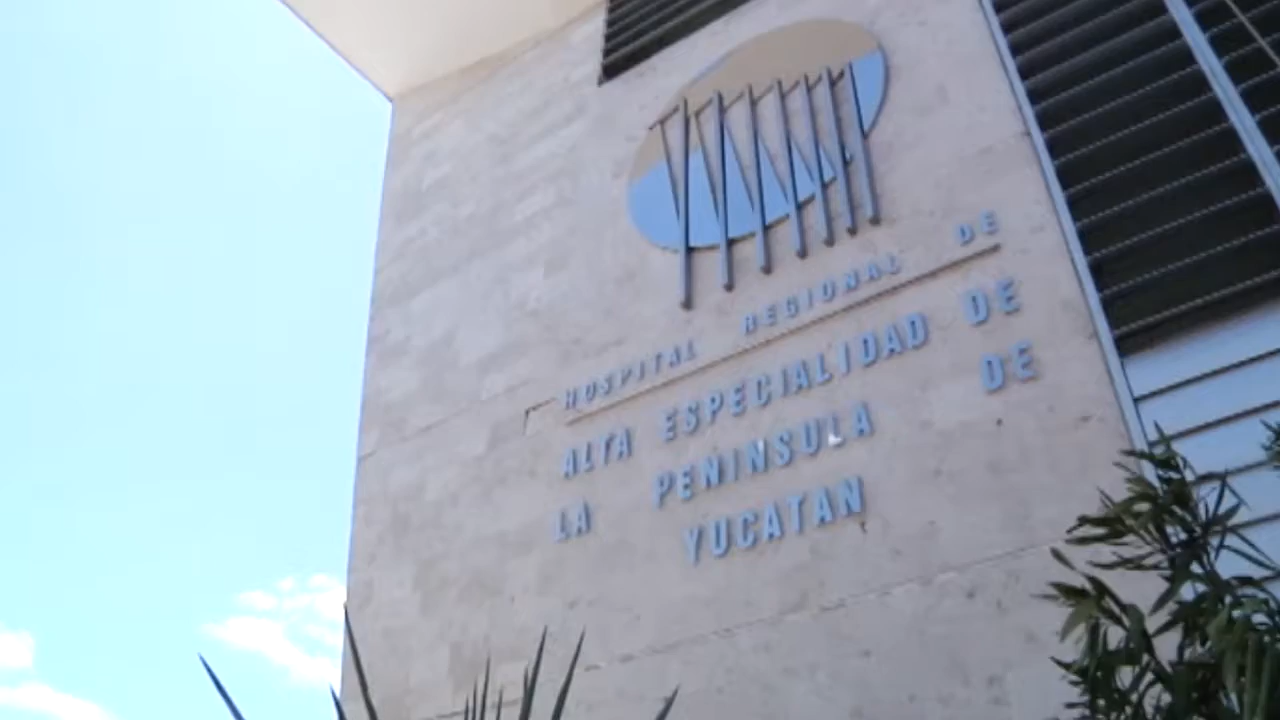 HOSPITAL REGIONAL DE
ALTA ESPECIALIDAD DE
LA PENINSULA DE
YUCATAN